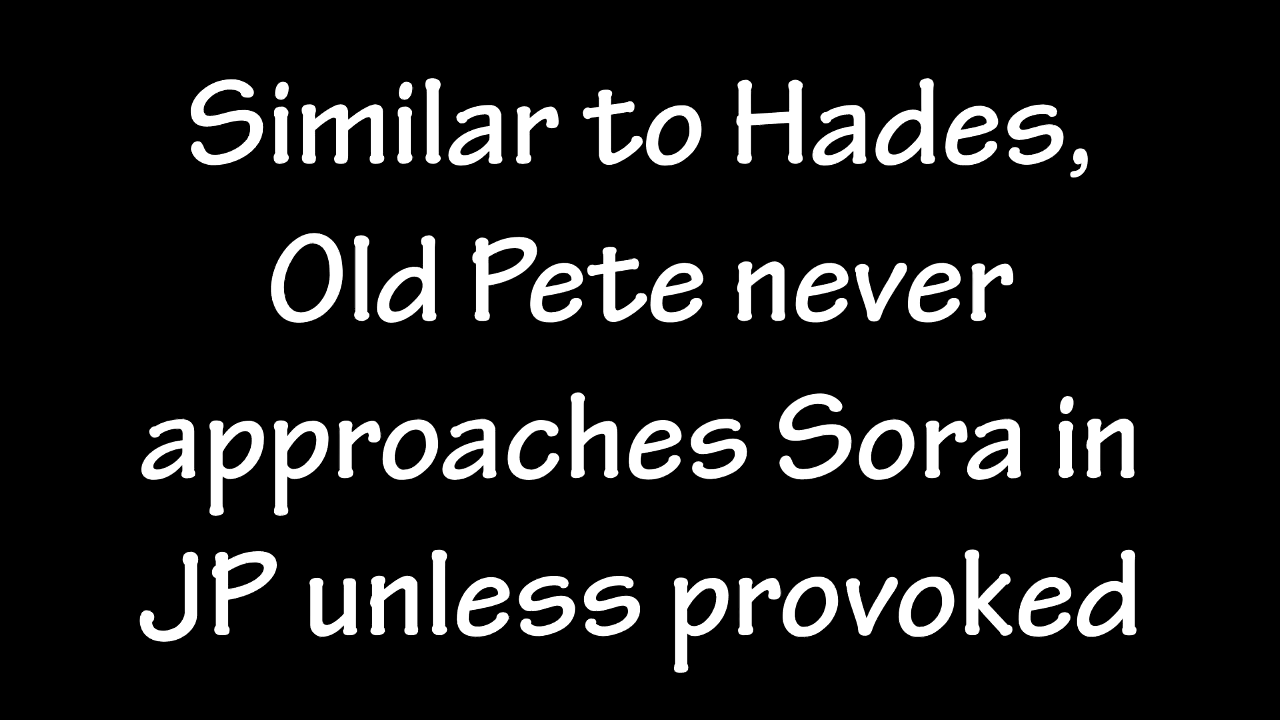 Similar to Hades,
Old Pete never
approaches Sora in
JP unless provoked